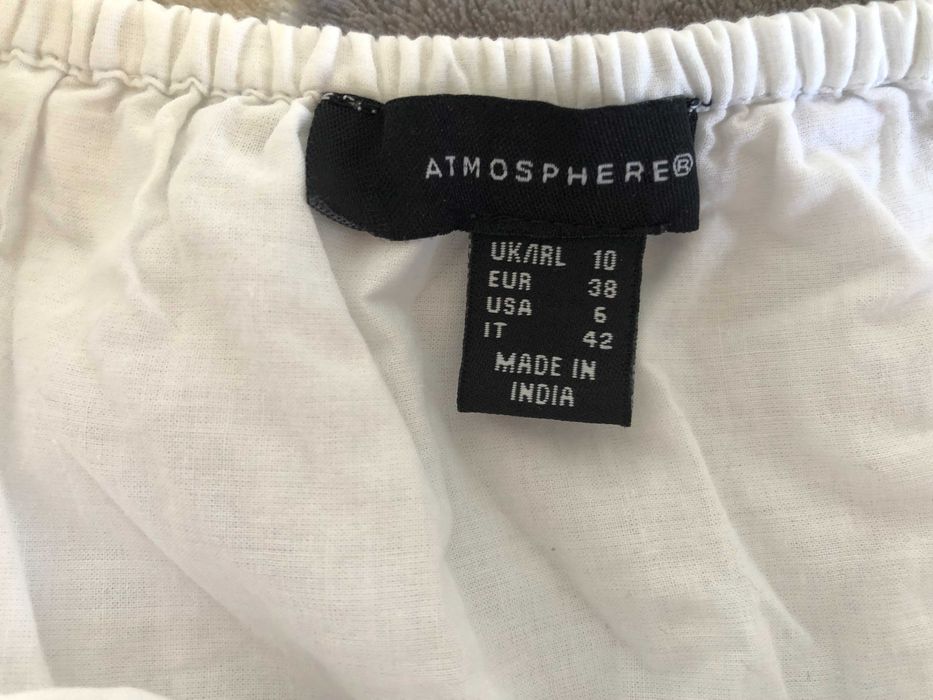 ATMOSPHERE®
UK/IRL 10
EUR 38
USA 6
IT 42
MADE IN
INDIA